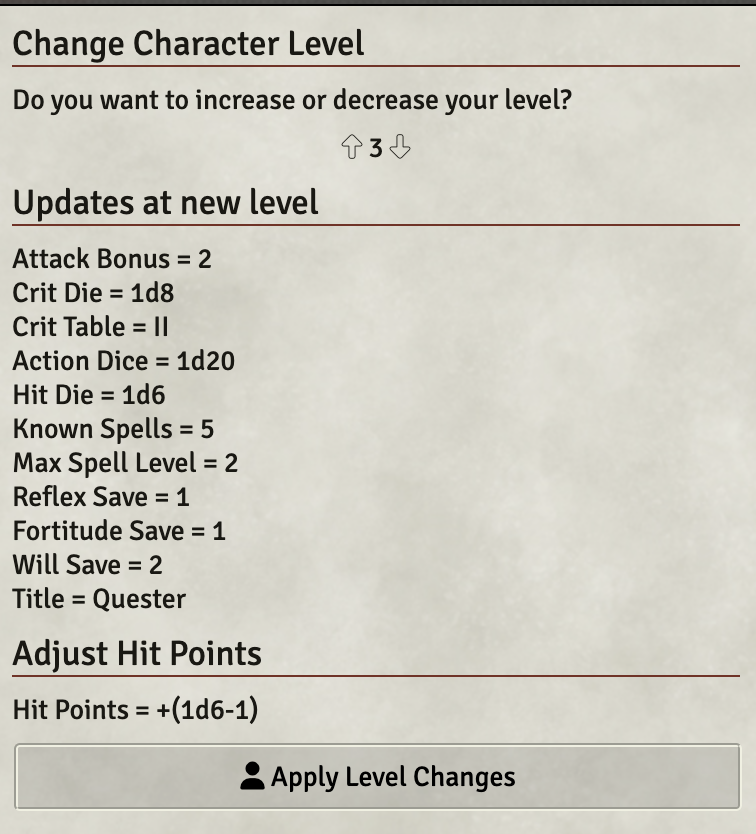 Change Character Level
Do you want to increase or decrease your level?
3
Updates at new level
Attack Bonus = 2
Crit Die = 1d8
Crit Table = II
Action Dice = 1d20
Hit Die = 1d6
Known Spells = 5
Max Spell Level = 2
Reflex Save = 1
Fortitude Save = 1
Will Save = 2
Title = Quester
Adjust Hit Points
Hit Points = +(1d6-1)
Apply Level Changes